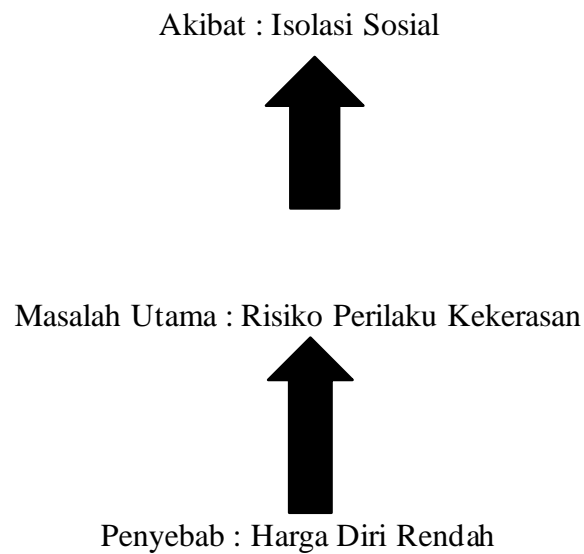 Akibat : Isolasi Sosial
Masalah Utama : Risiko Perilaku Kekerasan
Penyebab : Harga Diri Rendah